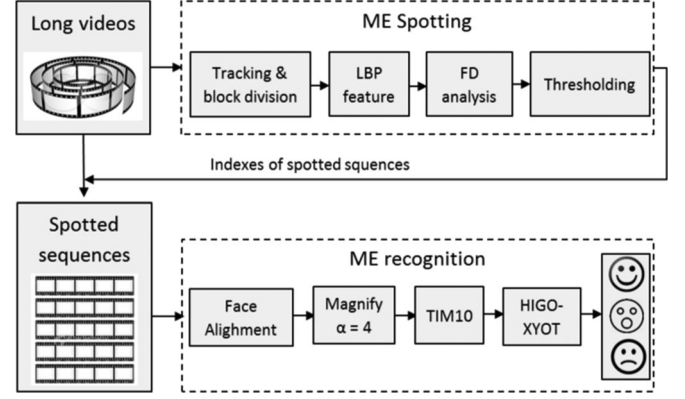 Long videos
ME Spotting
Tracking &
block division
LBP
feature
FD
analysis
Thresholding
Indexes of spotted squences
Spotted
sequences
ME recognition
Face
Alighment
Magnify
α = 4
TIM10
HIGO-
XYOT